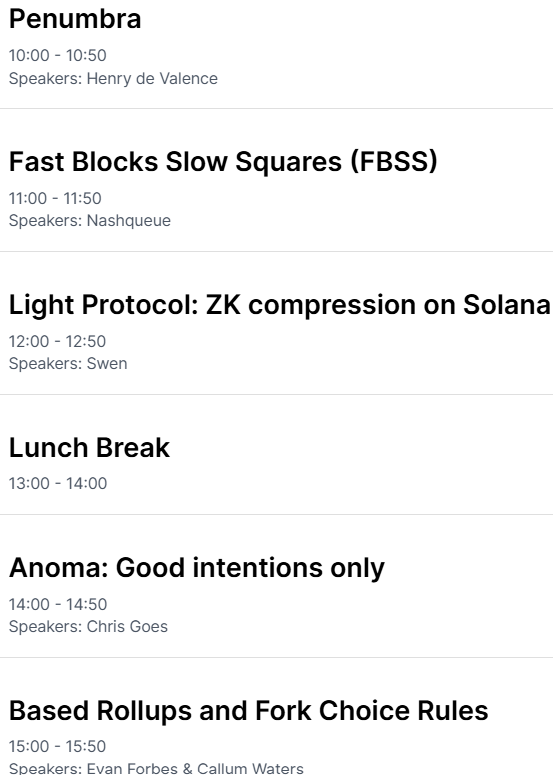 Penumbra
10:00 - 10:50
Speakers: Henry de Valence
Fast Blocks Slow Squares (FBSS)
11:00 - 11:50
Speakers: Nashqueue
Light Protocol: ZK compression on Solana
12:00 - 12:50
Speakers: Swen
Lunch Break
13:00 - 14:00
Anoma: Good intentions only
14:00 - 14:50
Speakers: Chris Goes
Based Rollups and Fork Choice Rules
15:00 - 15:50
Speakers: Evan Forbes & Callum Waters